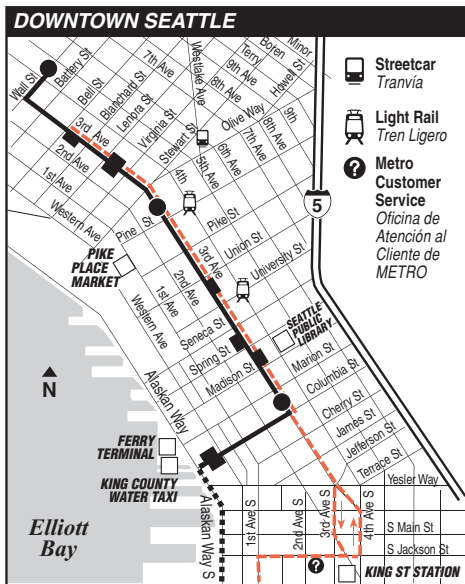 DOWNTOWN SEATTLE
Minor
Boren
Terry
9th Ave
8th Ave
Howell St
7th Ave
Westlake Ave
Wall St
Battery St
Bell St
Blanchard St
Lenora St
Virginia St
Stewart St
Olive Way
9th
8th Ave
7th Ave
6th Ave
5th Ave
4th
3rd Ave
2nd Ave
1st Ave
Western Ave
Pine St
Pike St
Union St
University St
3rd Ave
2nd Ave
1st Ave
Western Ave
Alaskan Way
PIKE
PLACE
MARKET
Seneca St
Spring St
Madison St
SEATTLE
PUBLIC
LIBRARY
Marion St
Columbia St
Cherry St
James St
Jefferson St
Terrace St
Yesler Way
N
FERRY
TERMINAL
KING COUNTY
WATER TAXI
Elliott
Bay
Alaskan Way S
1st Ave S
2nd Ave S
3rd Ave S
4th Ave S
S Main St
S Jackson St
?
KING ST STATION
5
Streetcar
Tranvía
Light Rail
Tren Ligero
?
Metro
Customer
Service
Oficina de
Atención al
Cliente de
METRO